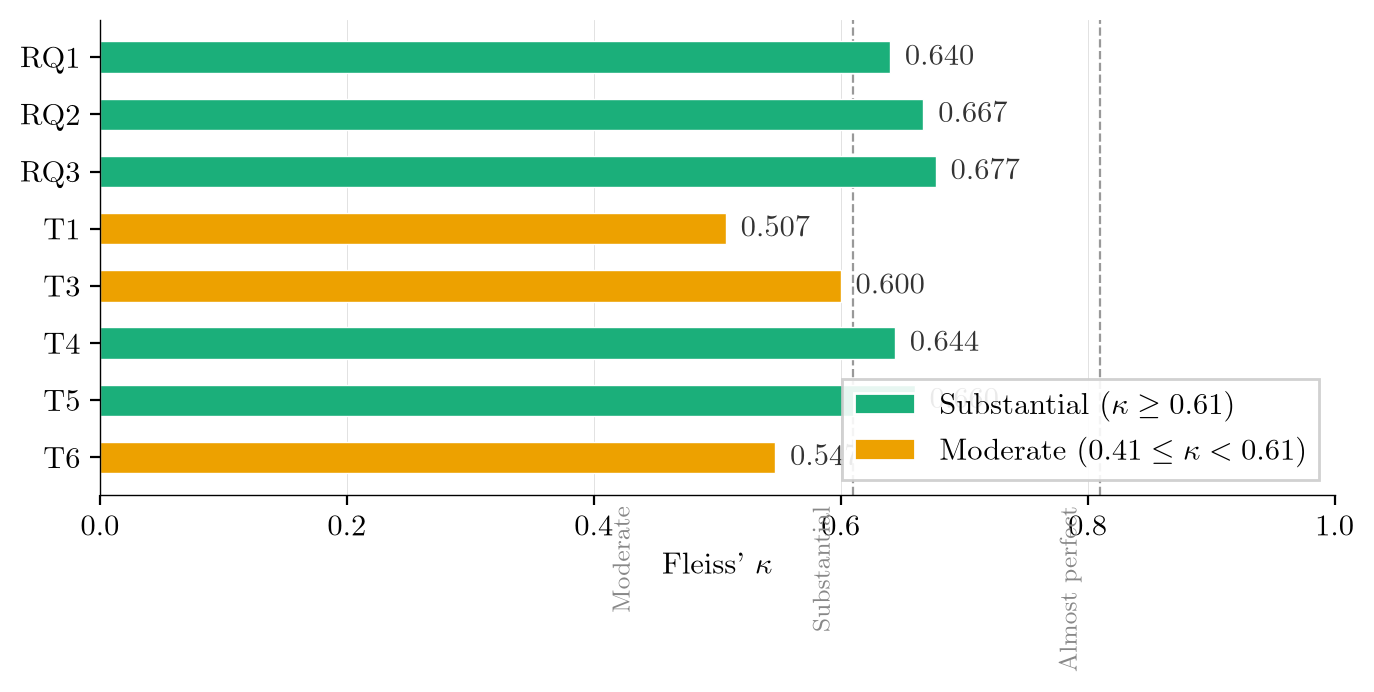 RQ1 0.640
RQ2 0.667
RQ3 0.677
T1 0.507
T3 0.600
T4 0.644
T5
T6 0.547
Substantial (κ ≥ 0.61)
Moderate (0.41 ≤ κ < 0.61)
0.0 0.2 0.4 0.6 0.8 1.0
Fleiss' κ
Moderate
Substantial
Almost perfect